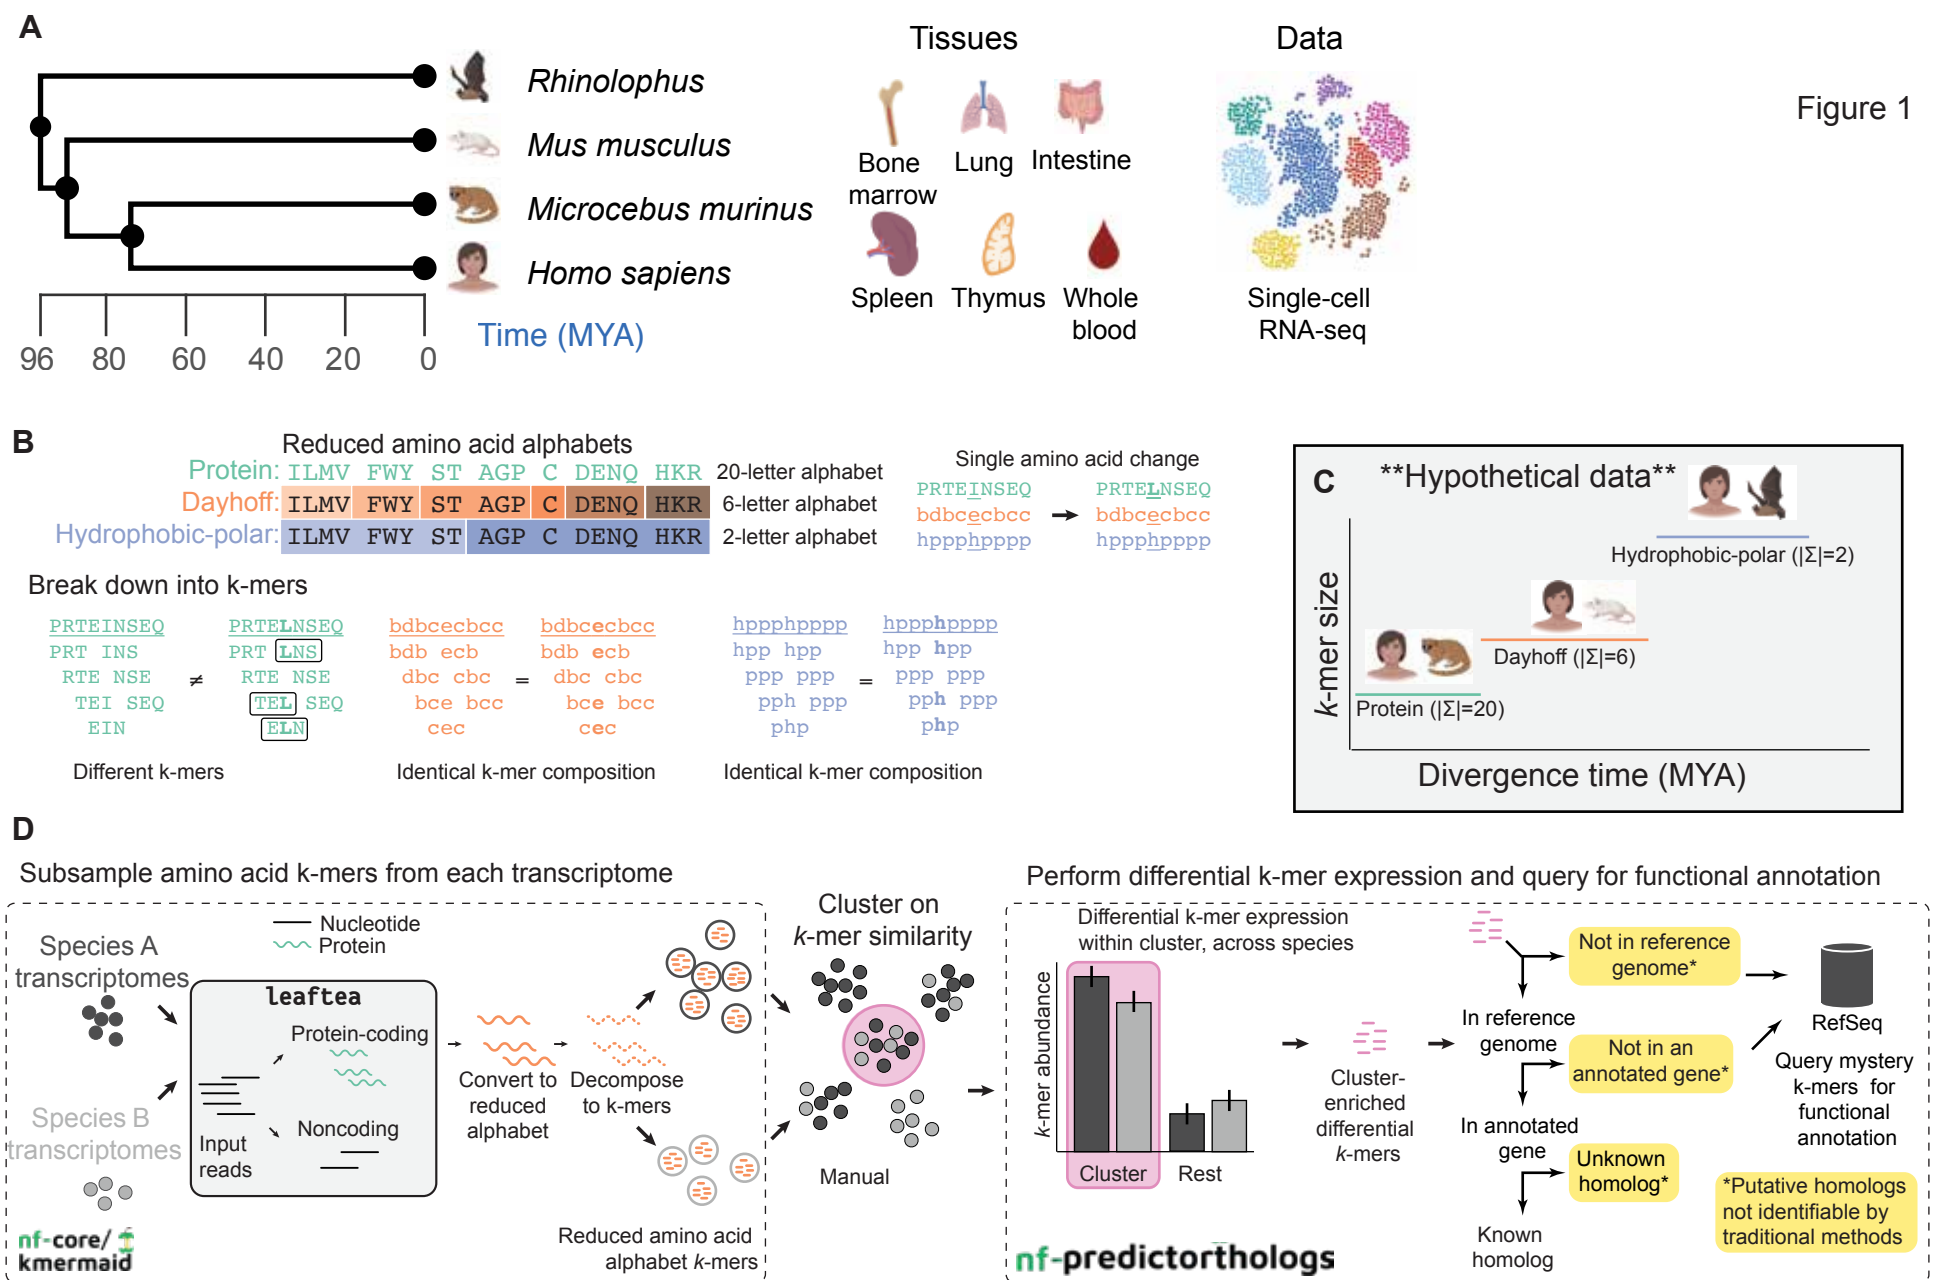 A
Rhinolophus
Mus musculus
Microcebus murinus
Homo sapiens
96 80 60 40 20 0
Time (MYA)
Tissues
Bone
marrow
Lung
Intestine
Spleen
Thymus
Whole
blood
Data
Single-cell
RNA-seq
Figure 1
B
Reduced amino acid alphabets
Protein: ILMV FWY ST AGP C DENQ HKR 20-letter alphabet
Dayhoff: ILMV FWY ST AGP C DENQ HKR 6-letter alphabet
Hydrophobic-polar: ILMV FWY ST AGP C DENQ HKR 2-letter alphabet
Single amino acid change
PRTEINSEQ PRTELNSEQ
bdbcecbcc bdbcecbcc
hppphpppp hppphpppp
Break down into k-mers
PRTEINSEQ PRTELNSEQ bdbcecbcc bdbcecbcc hppphpppp hppphpppp
PRT INS PRT LNS bdb ecb bdb ecb hpp hpp hpp hpp
RTE NSE ≠ RTE NSE dbc cbc = dbc cbc ppp ppp = ppp ppp
TEI SEQ TEL SEQ bce bcc bce bcc pph ppp pph ppp
EIN ELN cec cec php php
Different k-mers
Identical k-mer composition
Identical k-mer composition
C
**Hypothetical data**
k-mer size
Hydrophobic-polar (|Σ|=2)
Dayhoff (|Σ|=6)
Protein (|Σ|=20)
Divergence time (MYA)
D
Subsample amino acid k-mers from each transcriptome
Species A
transcriptomes
Species B
transcriptomes
Nucleotide
Protein
leaftea
Protein-coding
Input
reads
Noncoding
Convert to
reduced
alphabet
Decompose
to k-mers
Reduced amino acid
alphabet k-mers
nf-core/
kmermaid
Cluster on
k-mer similarity
Manual
Perform differential k-mer expression and query for functional annotation
Differential k-mer expression
within cluster, across species
k-mer abundance
Cluster
Rest
Cluster-
enriched
differential
k-mers
Not in reference
genome*
In reference
genome
Not in an
annotated gene*
In annotated
gene
Unknown
homolog*
Known
homolog
RefSeq
Query mystery
k-mers for
functional
annotation
*Putative homologs
not identifiable by
traditional methods
nf-predictorthologs